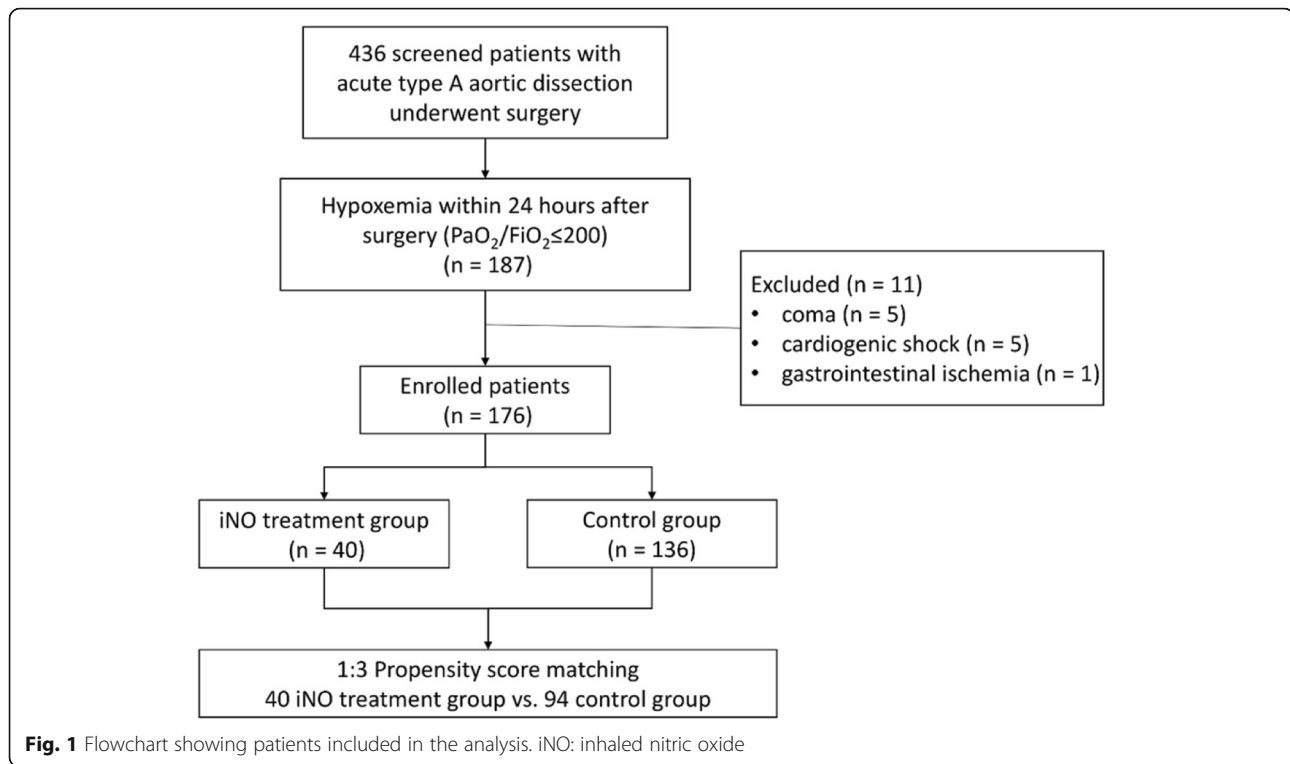 436 screened patients with
acute type A aortic dissection
underwent surgery
Hypoxemia within 24 hours after
surgery (PaO₂/FiO₂≤200)
(n = 187)
Excluded (n = 11)
• coma (n = 5)
• cardiogenic shock (n = 5)
• gastrointestinal ischemia (n = 1)
Enrolled patients
(n = 176)
iNO treatment group
(n = 40)
Control group
(n = 136)
1:3 Propensity score matching
40 iNO treatment group vs. 94 control group
Fig. 1 Flowchart showing patients included in the analysis. iNO: inhaled nitric oxide